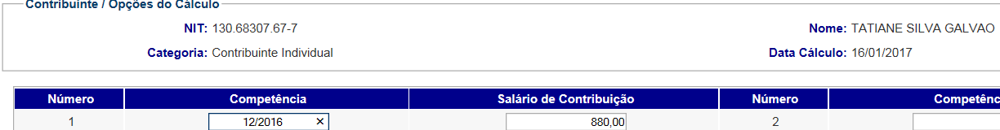 Contribuinte / Opções do Cálculo
NIT: 130.68307.67-7 Nome: TATIANE SILVA GALVAO
Categoria: Contribuinte Individual Data Cálculo: 16/01/2017
Número Competência Salário de Contribuição Número Competênc
1 12/2016 × 880,00 2